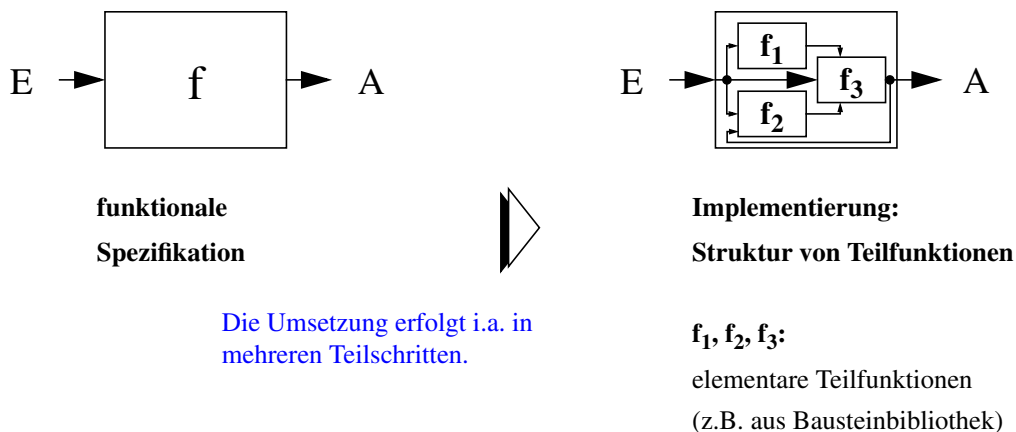 E
f
A
funktionale
Spezifikation
Die Umsetzung erfolgt i.a. in
mehreren Teilschritten.
E
f1
f2
f3
A
Implementierung:
Struktur von Teilfunktionen
f1, f2, f3:
elementare Teilfunktionen
(z.B. aus Bausteinbibliothek)